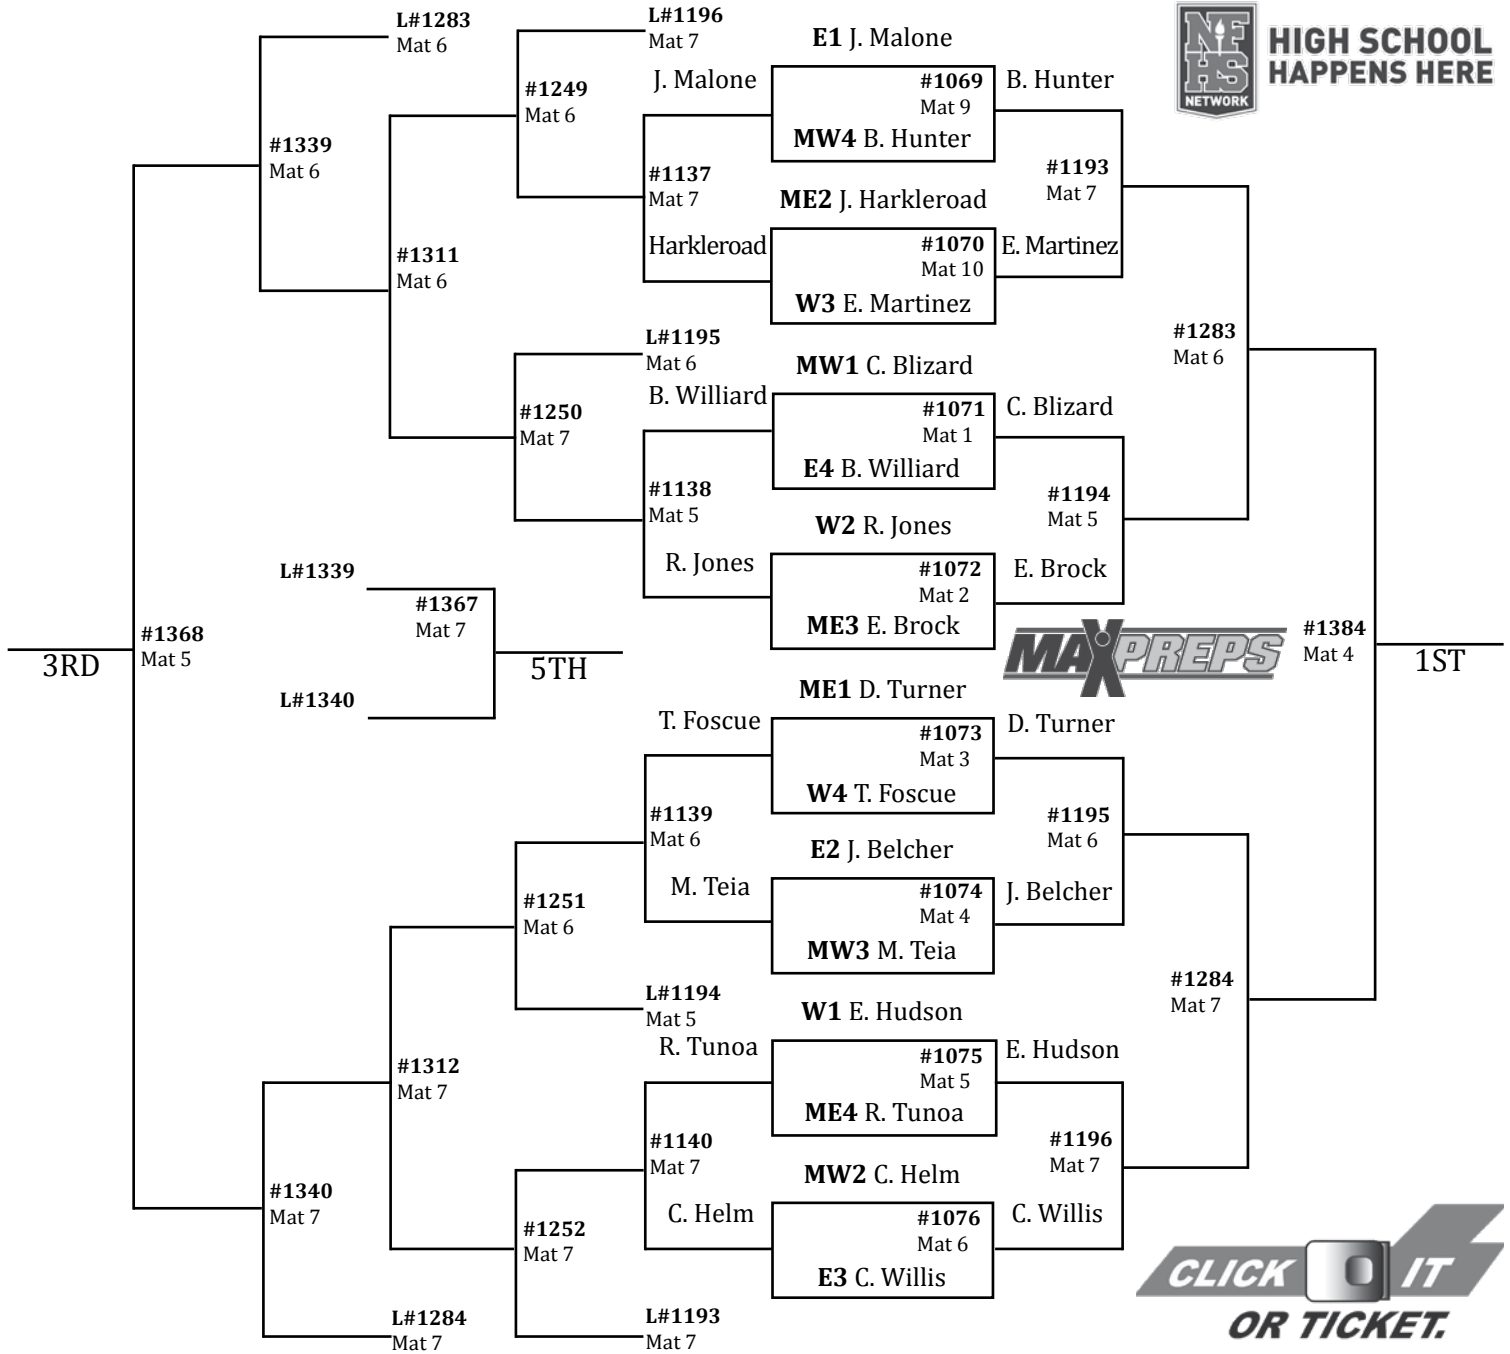 L#1283
Mat 6
L#1196
Mat 7
E1 J. Malone
NFHS
NETWORK
HIGH SCHOOL
HAPPENS HERE
#1249
Mat 6
J. Malone
#1069
Mat 9
B. Hunter
MW4 B. Hunter
#1339
Mat 6
#1137
Mat 7
#1193
Mat 7
ME2 J. Harkleroad
#1311
Mat 6
Harkleroad
#1070
Mat 10
E. Martinez
W3 E. Martinez
L#1195
Mat 6
#1283
Mat 6
MW1 C. Blizard
B. Williard
#1250
Mat 7
#1071
Mat 1
C. Blizard
E4 B. Williard
#1138
Mat 5
#1194
Mat 5
W2 R. Jones
R. Jones
#1072
Mat 2
E. Brock
ME3 E. Brock
L#1339
#1367
Mat 7
#1368
Mat 5
3RD
5TH
L#1340
MAXPREPS
#1384
Mat 4
1ST
ME1 D. Turner
T. Foscue
#1073
Mat 3
D. Turner
W4 T. Foscue
#1139
Mat 6
#1195
Mat 6
E2 J. Belcher
M. Teia
#1074
Mat 4
J. Belcher
#1251
Mat 6
MW3 M. Teia
#1284
Mat 7
L#1194
Mat 5
W1 E. Hudson
R. Tunoa
#1075
Mat 5
E. Hudson
#1312
Mat 7
ME4 R. Tunoa
#1140
Mat 7
#1196
Mat 7
MW2 C. Helm
#1340
Mat 7
C. Helm
#1076
Mat 6
C. Willis
#1252
Mat 7
E3 C. Willis
L#1284
Mat 7
L#1193
Mat 7
CLICK IT
OR TICKET.